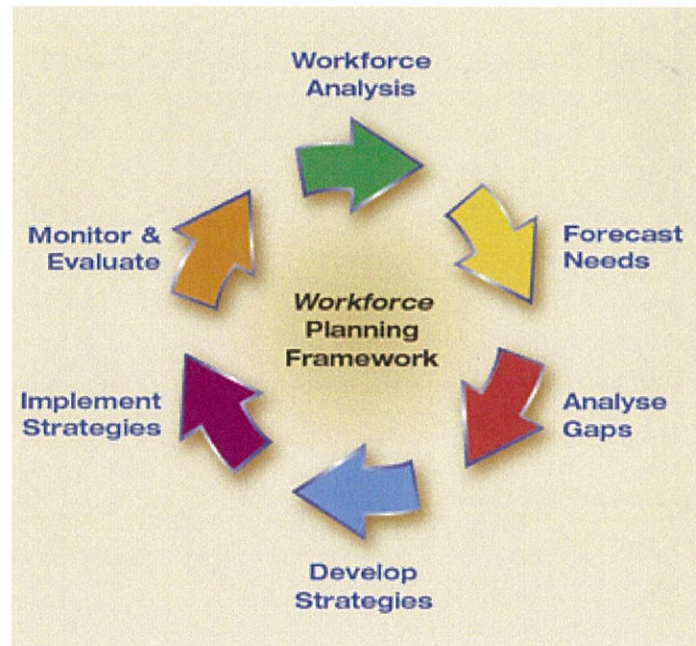 Workforce
Analysis
Forecast
Needs
Analyse
Gaps
Develop
Strategies
Implement
Strategies
Monitor &
Evaluate
Workforce
Planning
Framework